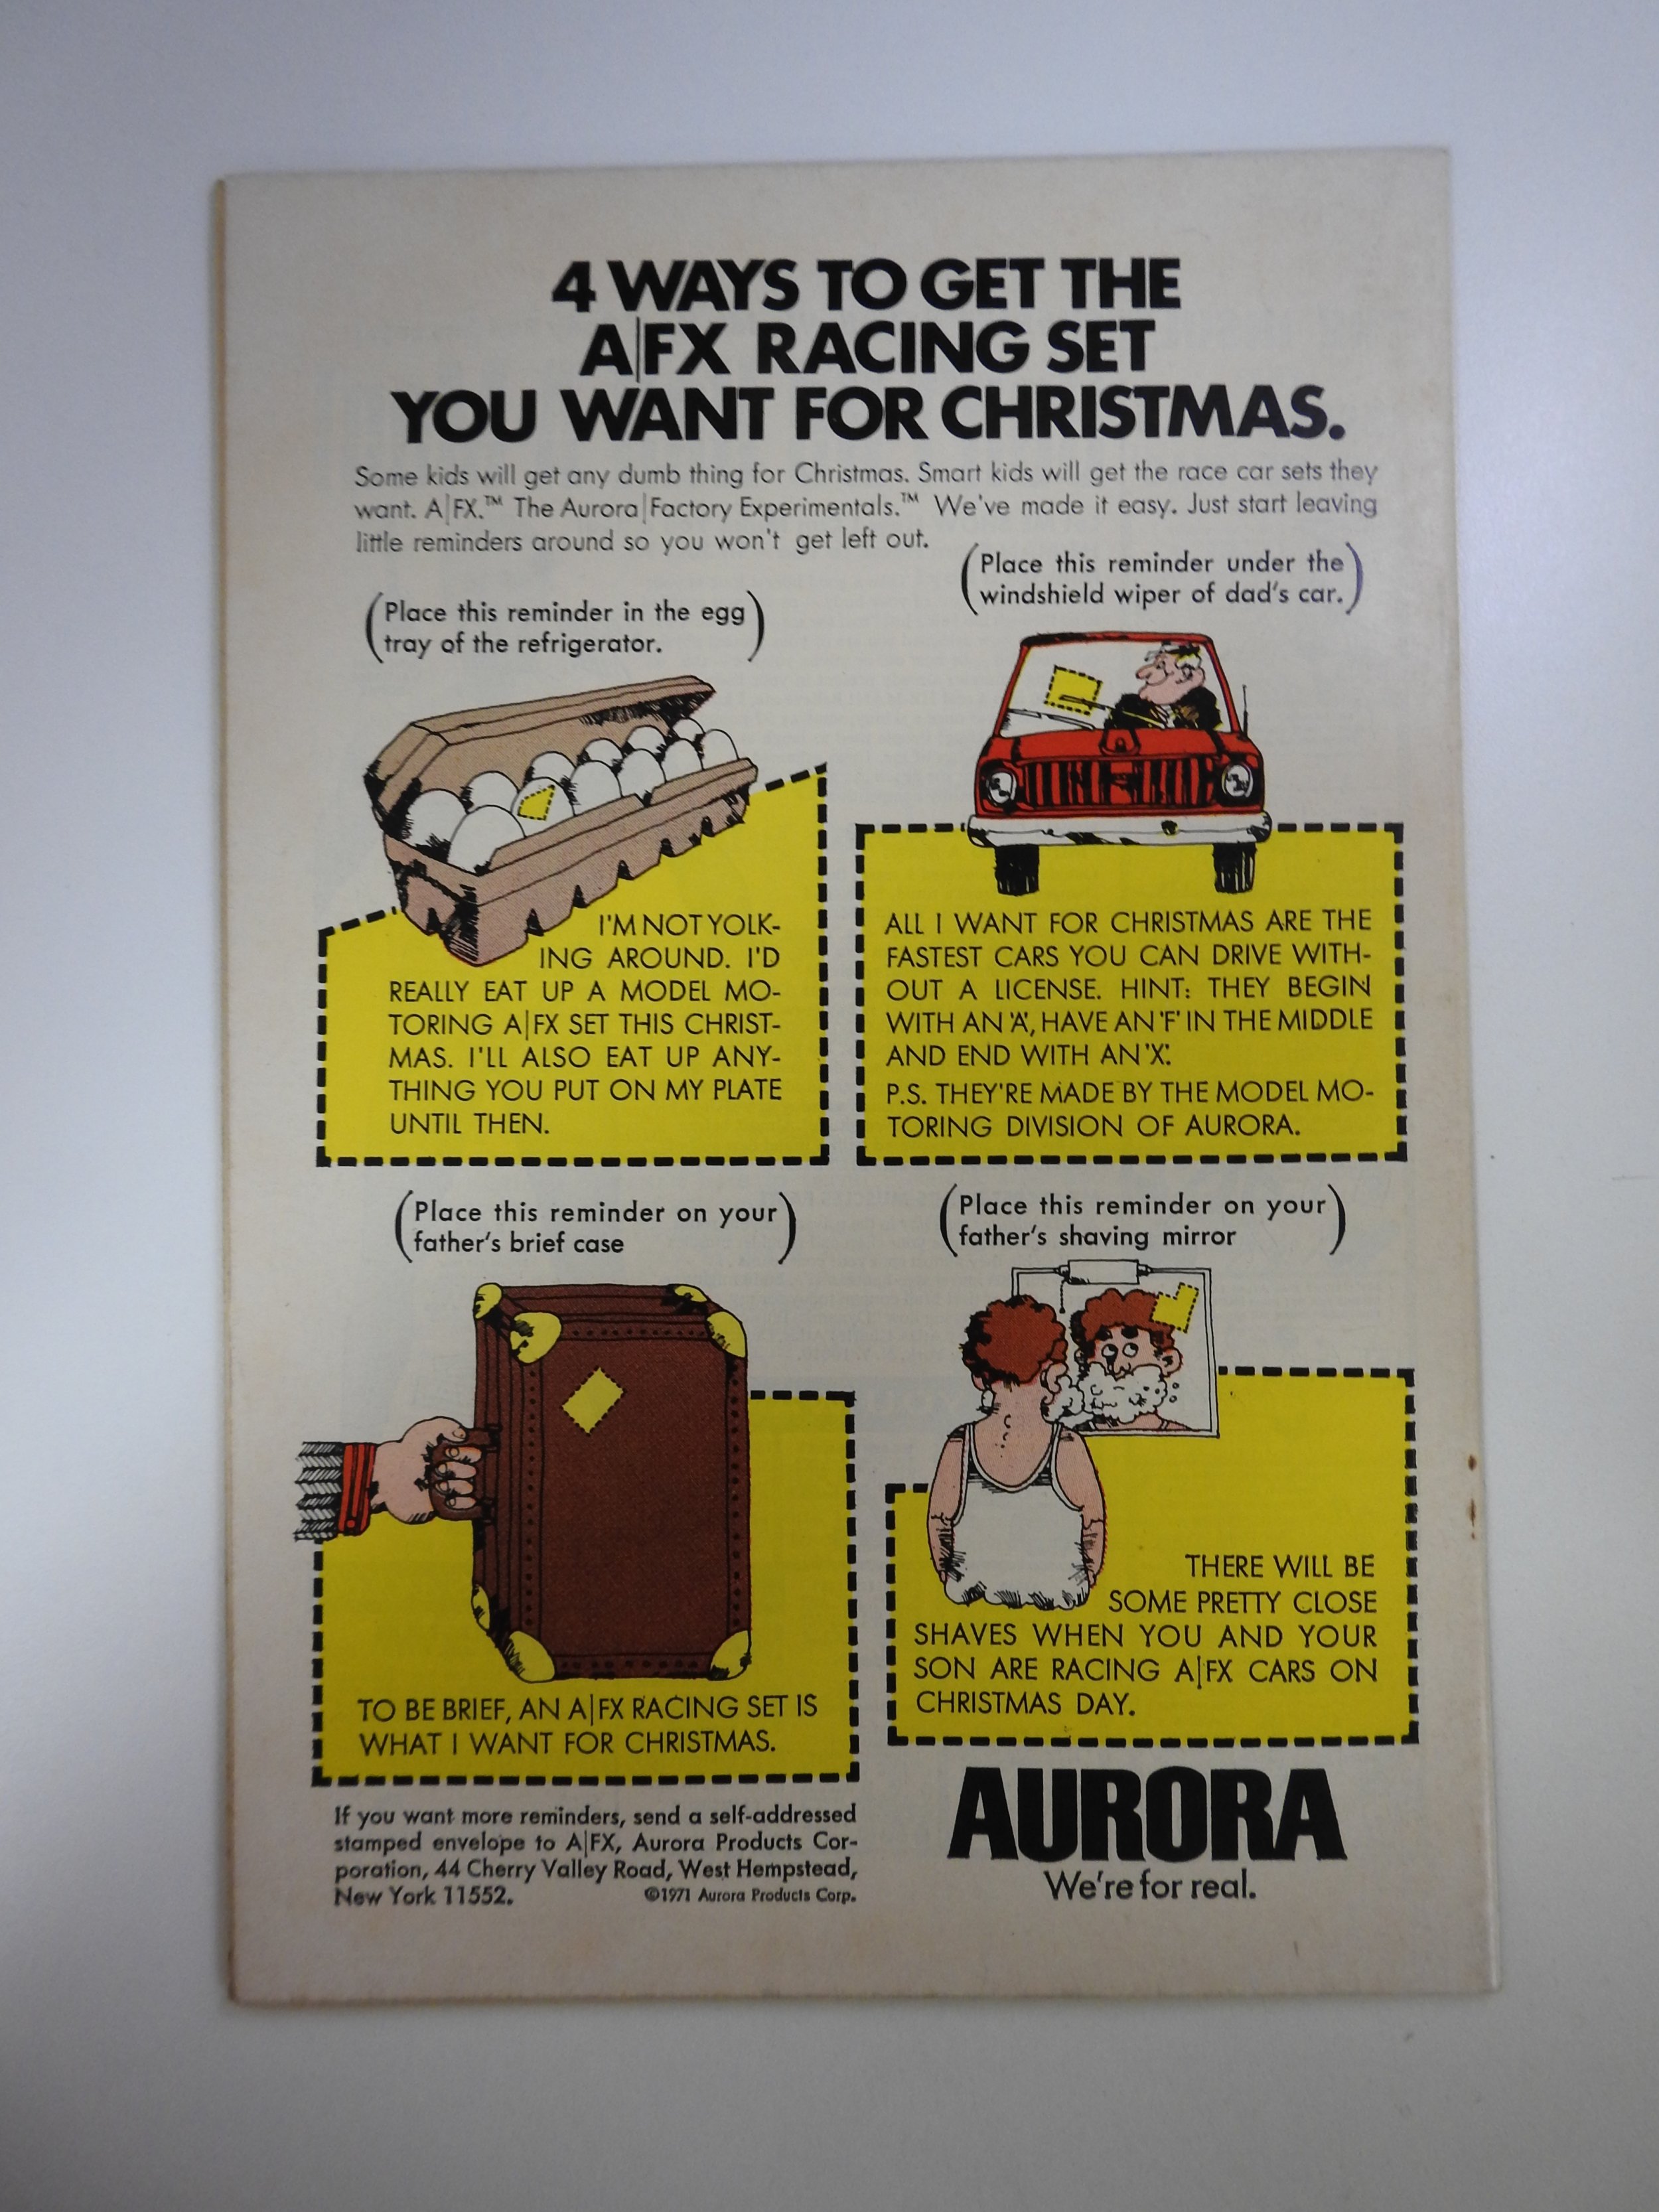 4 WAYS TO GET THE
A|FX RACING SET
YOU WANT FOR CHRISTMAS.
Some kids will get any dumb thing for Christmas. Smart kids will get the race car sets they
want. A|FX.™ The Aurora|Factory Experimentals.™ We've made it easy. Just start leaving
little reminders around so you won't get left out.
(Place this reminder in the egg
tray of the refrigerator.)
I'M NOT YOLK-
ING AROUND. I'D
REALLY EAT UP A MODEL MO-
TORING A|FX SET THIS CHRIST-
MAS. I'LL ALSO EAT UP ANY-
THING YOU PUT ON MY PLATE
UNTIL THEN.
(Place this reminder under the
windshield wiper of dad's car.)
ALL I WANT FOR CHRISTMAS ARE THE
FASTEST CARS YOU CAN DRIVE WITH-
OUT A LICENSE. HINT: THEY BEGIN
WITH AN 'A', HAVE AN 'F' IN THE MIDDLE
AND END WITH AN 'X'.
P.S. THEY'RE MADE BY THE MODEL MO-
TORING DIVISION OF AURORA.
(Place this reminder on your
father's brief case)
TO BE BRIEF, AN A|FX RACING SET IS
WHAT I WANT FOR CHRISTMAS.
(Place this reminder on your
father's shaving mirror)
THERE WILL BE
SOME PRETTY CLOSE
SHAVES WHEN YOU AND YOUR
SON ARE RACING A|FX CARS ON
CHRISTMAS DAY.
If you want more reminders, send a self-addressed
stamped envelope to A|FX, Aurora Products Cor-
poration, 44 Cherry Valley Road, West Hempstead,
New York 11552. ©1971 Aurora Products Corp.
AURORA
We're for real.